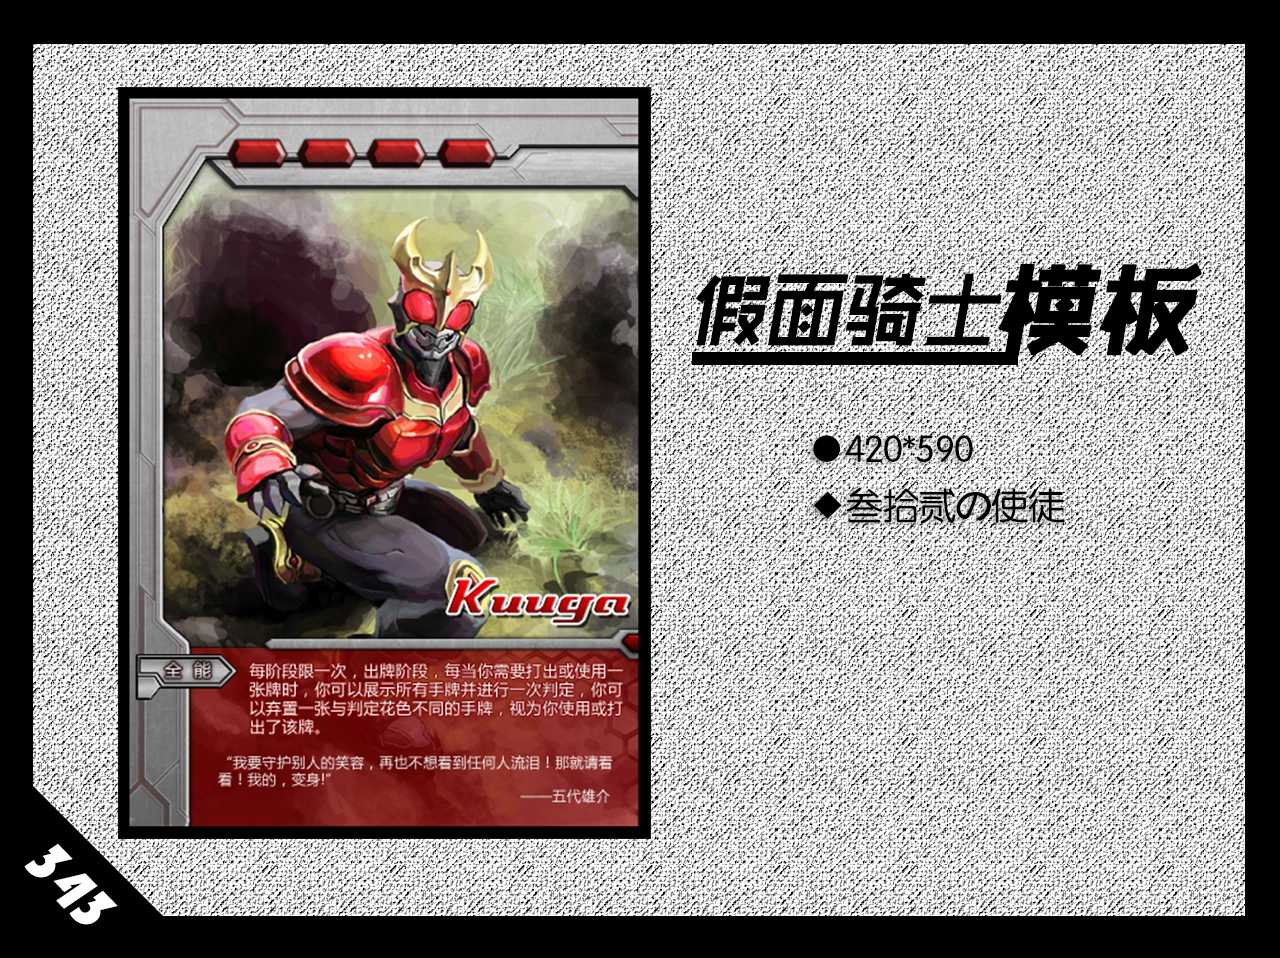 假面骑士模板
●420*590
◆叁拾贰の使徒
Kuuga
全能
每阶段限一次，出牌阶段，每当你需要打出或使用一
张牌时，你可以展示所有手牌并进行一次判定，你可
以弃置一张与判定花色不同的手牌，视为你使用或打
出了该牌。
“我要守护别人的笑容，再也不想看到任何人流泪！那就请看
看！我的，变身!”
——五代雄介
343